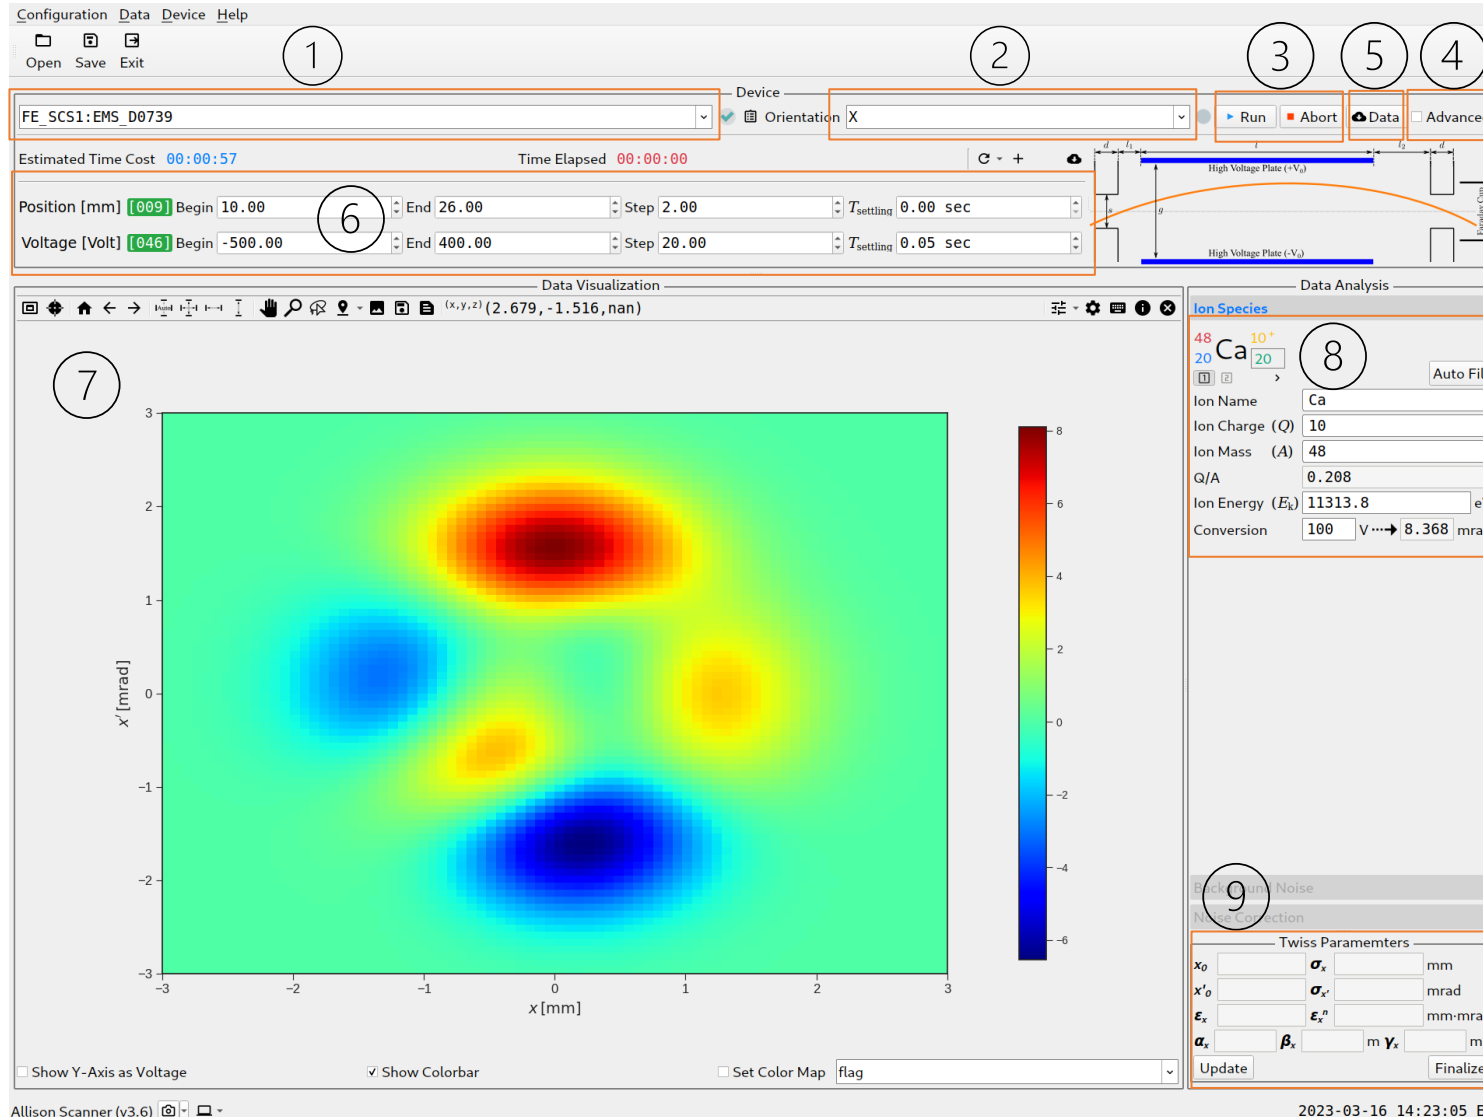 Configuration Data Device Help
Open Save Exit
1 2 3 5 4
Device
FE_SCS1:EMS_D0739 Orientation X Run Abort Data Advance
Estimated Time Cost 00:00:57 Time Elapsed 00:00:00
d l₁ l l₂ d
High Voltage Plate (+V₀)
Position [mm] [009] Begin 10.00 End 26.00 Step 2.00 Tsettling 0.00 sec
6
s g Faraday Cup
Voltage [Volt] [046] Begin -500.00 End 400.00 Step 20.00 Tsettling 0.05 sec
High Voltage Plate (-V₀)
Data Visualization Data Analysis
(x,y,z)(2.679,-1.516,nan)
Ion Species
48 10+
20 Ca 20
1 2
7 8
Auto Fil
Ion Name Ca
Ion Charge (Q) 10
Ion Mass (A) 48
Q/A 0.208
Ion Energy (Eₖ) 11313.8 e
Conversion 100 V 8.368 mra
3
2
1
0
−1
−2
−3
x′ [mrad]
−3 −2 −1 0 1 2 3
x [mm]
8
6
4
2
0
−2
−4
−6
Background Noise
9
Noise Correction
Twiss Paramemters
x₀ σₓ mm
x'₀ σₓ' mrad
εₓ εₓⁿ mm·mra
αₓ βₓ m γₓ m
Update Finalize
Show Y-Axis as Voltage Show Colorbar Set Color Map flag
Allison Scanner (v3.6) 2023-03-16 14:23:05 E